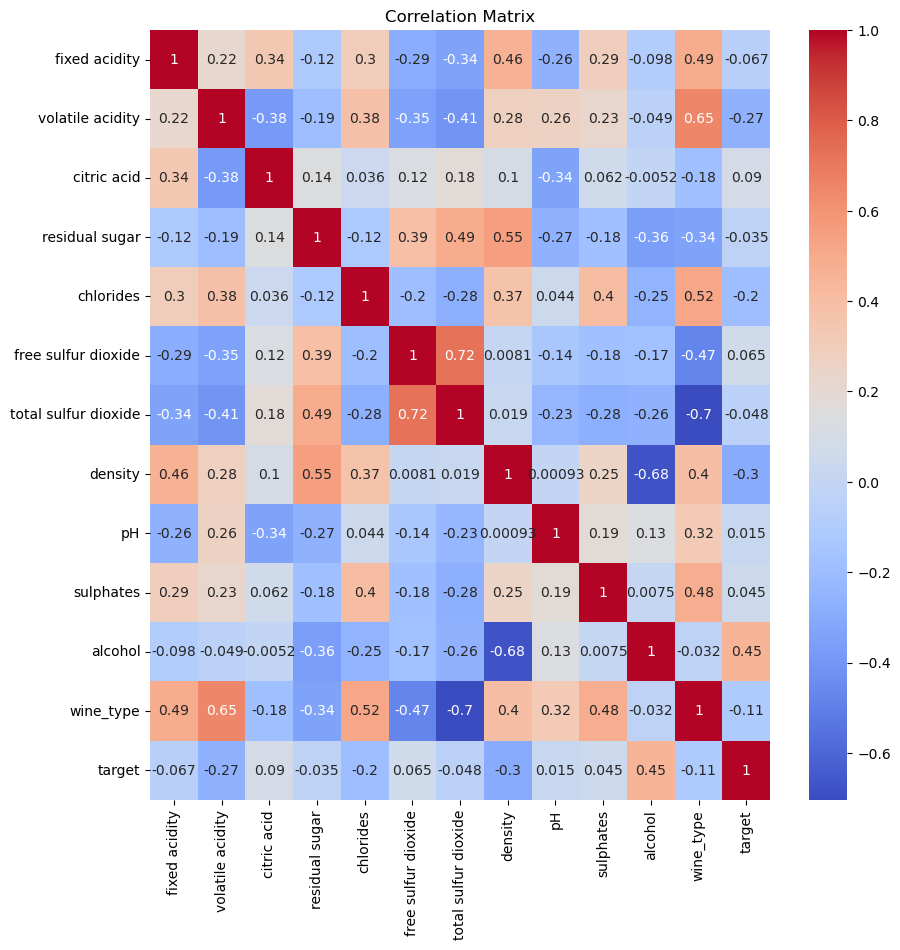 Correlation Matrix
fixed acidity 1 0.22 0.34 -0.12 0.3 -0.29 -0.34 0.46 -0.26 0.29 -0.098 0.49 -0.067
volatile acidity 0.22 1 -0.38 -0.19 0.38 -0.35 -0.41 0.28 0.26 0.23 -0.049 0.65 -0.27
citric acid 0.34 -0.38 1 0.14 0.036 0.12 0.18 0.1 -0.34 0.062 -0.0052 -0.18 0.09
residual sugar -0.12 -0.19 0.14 1 -0.12 0.39 0.49 0.55 -0.27 -0.18 -0.36 -0.34 -0.035
chlorides 0.3 0.38 0.036 -0.12 1 -0.2 -0.28 0.37 0.044 0.4 -0.25 0.52 -0.2
free sulfur dioxide -0.29 -0.35 0.12 0.39 -0.2 1 0.72 0.0081 -0.14 -0.18 -0.17 -0.47 0.065
total sulfur dioxide -0.34 -0.41 0.18 0.49 -0.28 0.72 1 0.019 -0.23 -0.28 -0.26 -0.7 -0.048
density 0.46 0.28 0.1 0.55 0.37 0.0081 0.019 1 0.00093 0.25 -0.68 0.4 -0.3
pH -0.26 0.26 -0.34 -0.27 0.044 -0.14 -0.23 0.00093 1 0.19 0.13 0.32 0.015
sulphates 0.29 0.23 0.062 -0.18 0.4 -0.18 -0.28 0.25 0.19 1 0.0075 0.48 0.045
alcohol -0.098 -0.049 -0.0052 -0.36 -0.25 -0.17 -0.26 -0.68 0.13 0.0075 1 -0.032 0.45
wine_type 0.49 0.65 -0.18 -0.34 0.52 -0.47 -0.7 0.4 0.32 0.48 -0.032 1 -0.11
target -0.067 -0.27 0.09 -0.035 -0.2 0.065 -0.048 -0.3 0.015 0.045 0.45 -0.11 1
fixed acidity
volatile acidity
citric acid
residual sugar
chlorides
free sulfur dioxide
total sulfur dioxide
density
pH
sulphates
alcohol
wine_type
target
1.0
0.8
0.6
0.4
0.2
0.0
−0.2
−0.4
−0.6